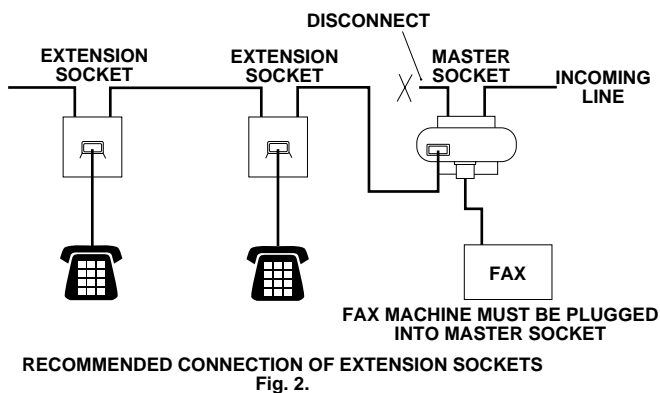 DISCONNECT
EXTENSION
SOCKET
EXTENSION
SOCKET
MASTER
SOCKET
INCOMING
LINE
FAX
FAX MACHINE MUST BE PLUGGED
INTO MASTER SOCKET
RECOMMENDED CONNECTION OF EXTENSION SOCKETS
Fig. 2.